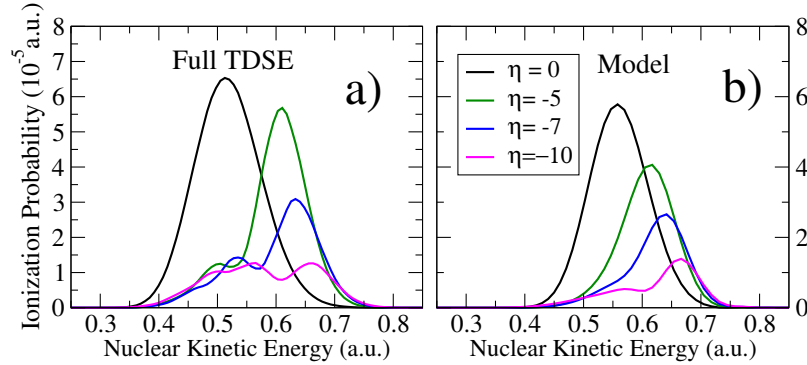 Ionization Probability (10⁻⁵ a.u.)
8
7
6
5
4
3
2
1
0
Full TDSE
a)
0.3 0.4 0.5 0.6 0.7 0.8
Nuclear Kinetic Energy (a.u.)
η = 0
η= -5
η= -7
η=−10
Model
b)
8
6
4
2
0
0.3 0.4 0.5 0.6 0.7 0.8
Nuclear Kinetic Energy (a.u.)